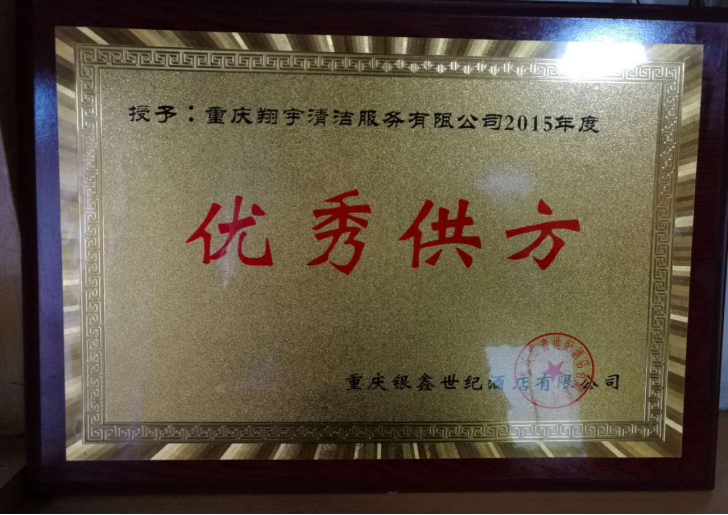 授予：重庆翔宇清洁服务有限公司2015年度
优秀供方
重庆银鑫世纪酒店有限公司